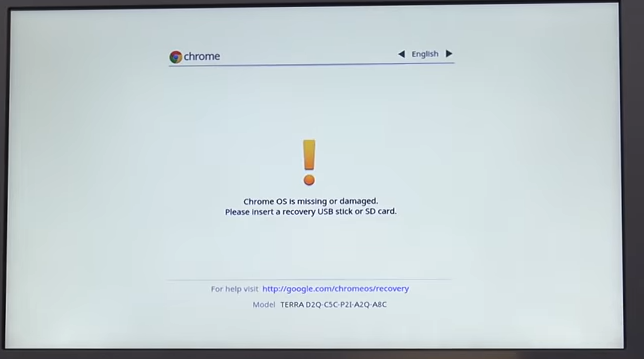 chrome
◀ English ▶
Chrome OS is missing or damaged.
Please insert a recovery USB stick or SD card.
For help visit http://google.com/chromeos/recovery
Model TERRA D2Q-C5C-P2I-A2Q-A8C